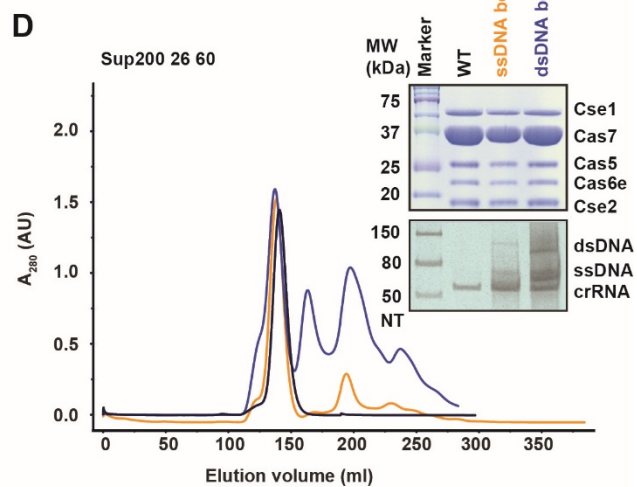 D
Sup200 26 60
MW
(kDa)
Marker
WT
ssDNA
dsDNA
75
37
25
20
Cse1
Cas7
Cas5
Cas6e
Cse2
150
80
50
NT
dsDNA
ssDNA
crRNA
A280 (AU)
2.0
1.5
1.0
0.5
0.0
0 50 100 150 200 250 300 350
Elution volume (ml)